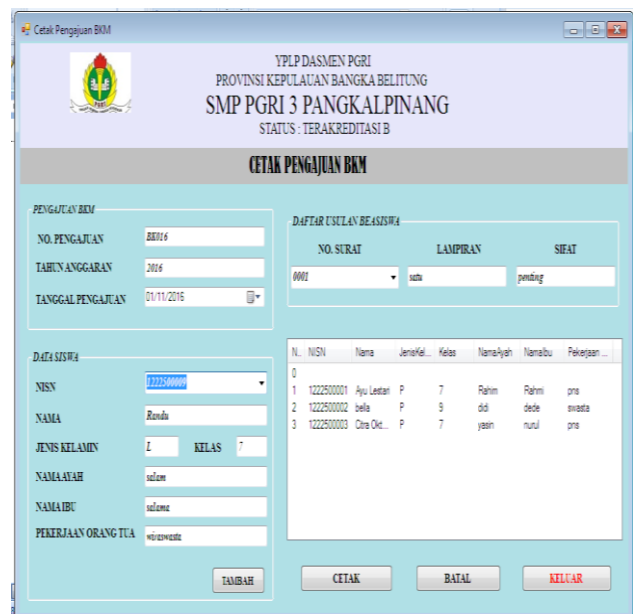 Cetak Pengajuan BKM
YPLP DASMEN PGRI
PROVINSI KEPULAUAN BANGKA BELITUNG
SMP PGRI 3 PANGKALPINANG
STATUS : TERAKREDITASI B
CETAK PENGAJUAN BKM
PENGAJUAN BKM
NO. PENGAJUAN BK016
TAHUN ANGGARAN 2016
TANGGAL PENGAJUAN 01/11/2016
DAFTAR USULAN BEASISWA
NO. SURAT LAMPIRAN SIFAT
0001 satu penting
DATA SISWA
NISN 1222500009
NAMA Randu
JENIS KELAMIN L KELAS 7
NAMA AYAH salam
NAMA IBU salama
PEKERJAAN ORANG TUA wiraswasta
TAMBAH
N.. NISN Nama JenisKel... Kelas NamaAyah NamaIbu Pekerjaan ...
0
1 1222500001 Ayu Lestari P 7 Rahim Rahmi pns
2 1222500002 bella P 9 didi dede swasta
3 1222500003 Citra Okt... P 7 yasin nurul pns
CETAK BATAL KELUAR